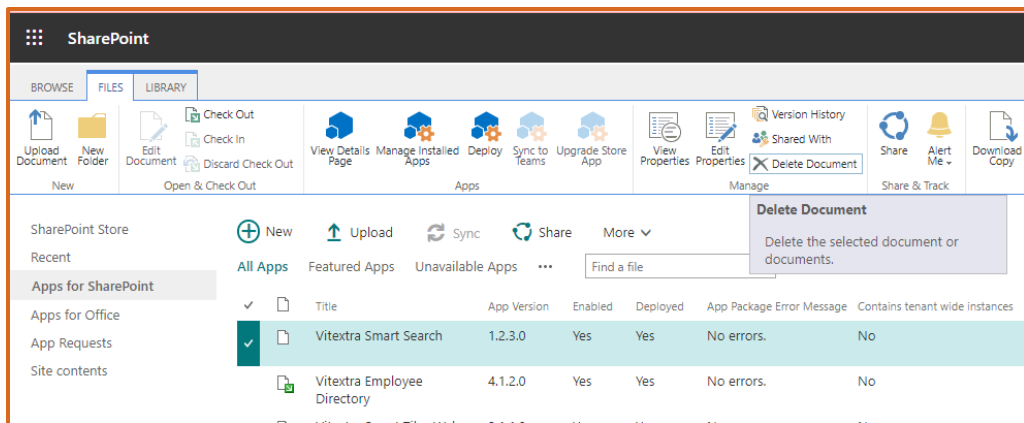 SharePoint
BROWSE FILES LIBRARY
Upload Document
New Folder
New
Edit Document
Check Out
Check In
Discard Check Out
Open & Check Out
View Details Page
Manage Installed Apps
Deploy
Sync to Teams
Upgrade Store App
Apps
View Properties
Edit Properties
Version History
Shared With
Delete Document
Manage
Share
Alert Me
Share & Track
Download Copy
Delete Document
Delete the selected document or
documents.
SharePoint Store
Recent
Apps for SharePoint
Apps for Office
App Requests
Site contents
New Upload Sync Share More
All Apps Featured Apps Unavailable Apps ••• Find a file
Title App Version Enabled Deployed App Package Error Message Contains tenant wide instances
Vitextra Smart Search 1.2.3.0 Yes Yes No errors. No
Vitextra Employee Directory 4.1.2.0 Yes Yes No errors. No